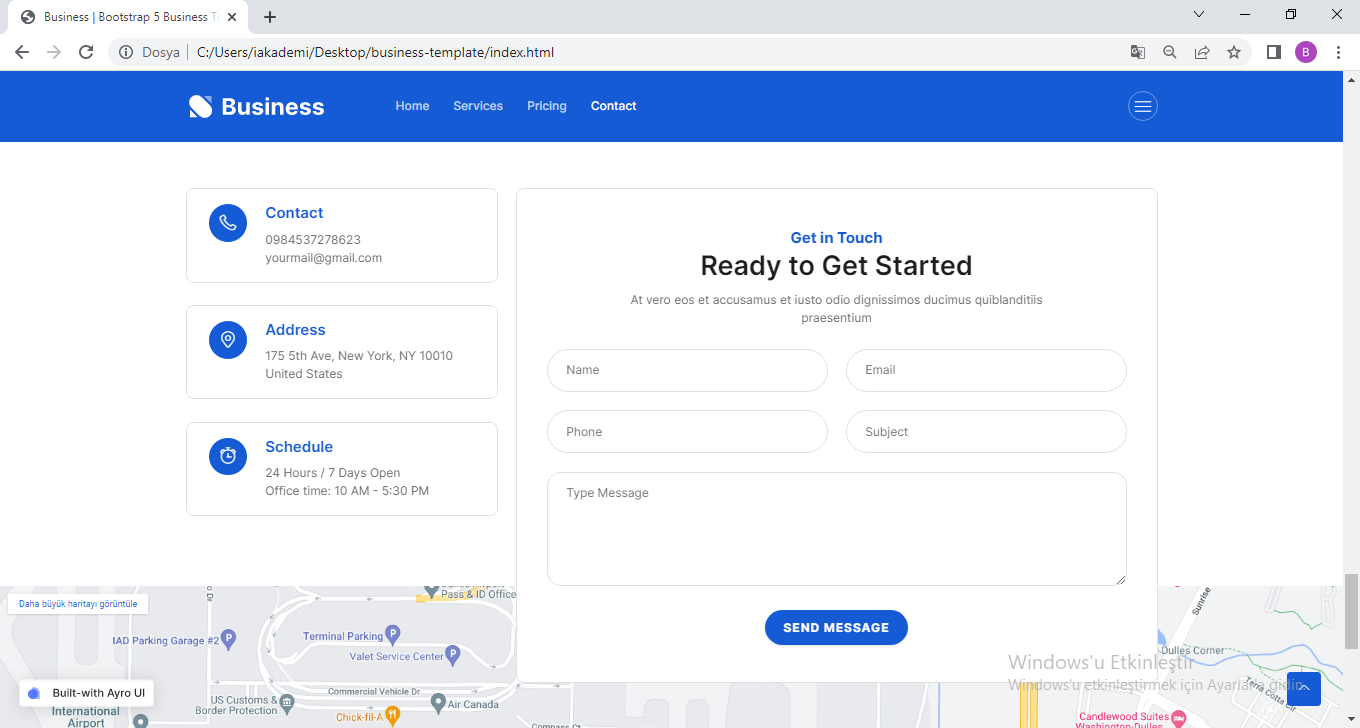 Business | Bootstrap 5 Business T
Dosya
C:/Users/iakademi/Desktop/business-template/index.html
B
Business
Home
Services
Pricing
Contact
Contact
0984537278623
yourmail@gmail.com
Address
175 5th Ave, New York, NY 10010
United States
Schedule
24 Hours / 7 Days Open
Office time: 10 AM - 5:30 PM
Get in Touch
Ready to Get Started
At vero eos et accusamus et iusto odio dignissimos ducimus quiblanditiis
praesentium
Name
Email
Phone
Subject
Type Message
SEND MESSAGE
Daha büyük haritayı görüntüle
Pass & ID Office
IAD Parking Garage #2
P
Terminal Parking
P
Valet Service Center
P
Commercial Vehicle Dr
US Customs &
Border Protection
Air Canada
Chick-fil-A
International
Airport
Built-with Ayro UI
Compass Ct
Sunrise
Dulles Corner
Terra Cotta Cir
Candlewood Suites
Washington-Dulles
Windows'u Etkinleştir
Windows'u etkinleştirmek için Ayarlar'a gidin.